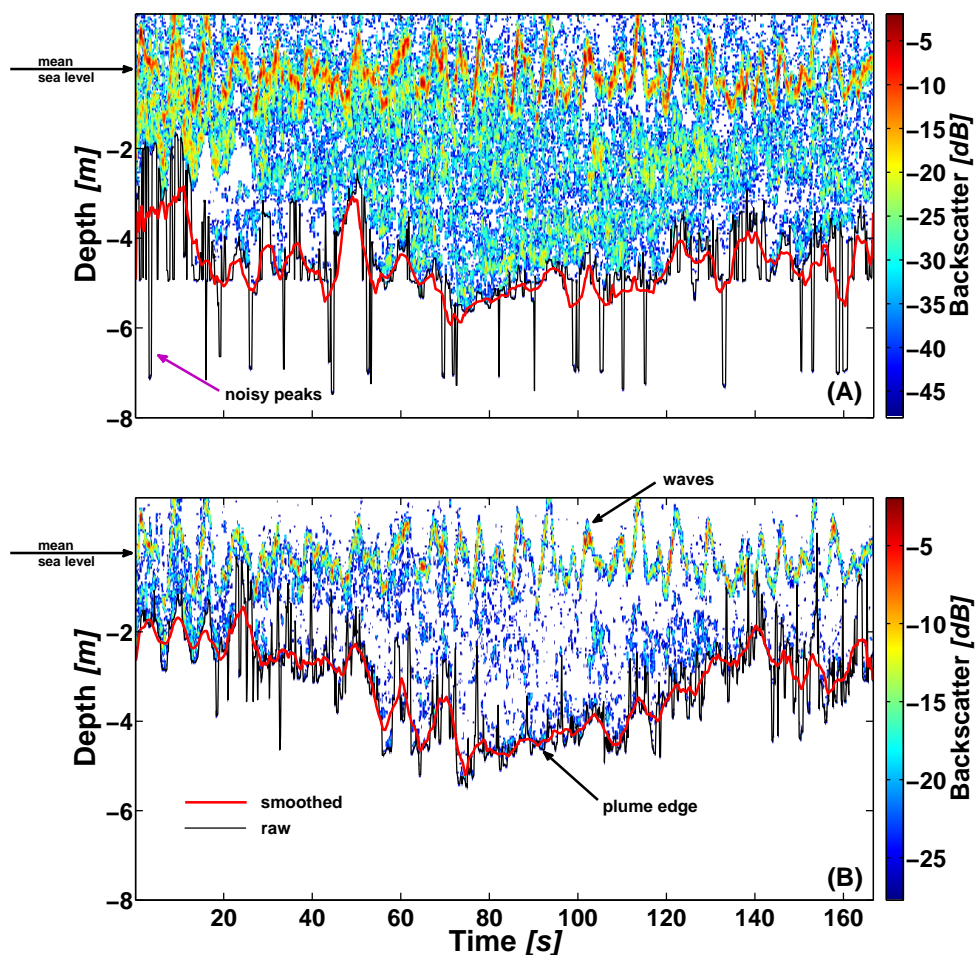 mean
sea level
Depth [m]
−2
−4
−6
−8
noisy peaks
(A)
−5
−10
−15
−20
−25
−30
−35
−40
−45
Backscatter [dB]
waves
mean
sea level
Depth [m]
−2
−4
−6
−8
smoothed
raw
plume edge
(B)
20
40
60
80
100
120
140
160
Time [s]
−5
−10
−15
−20
−25
Backscatter [dB]